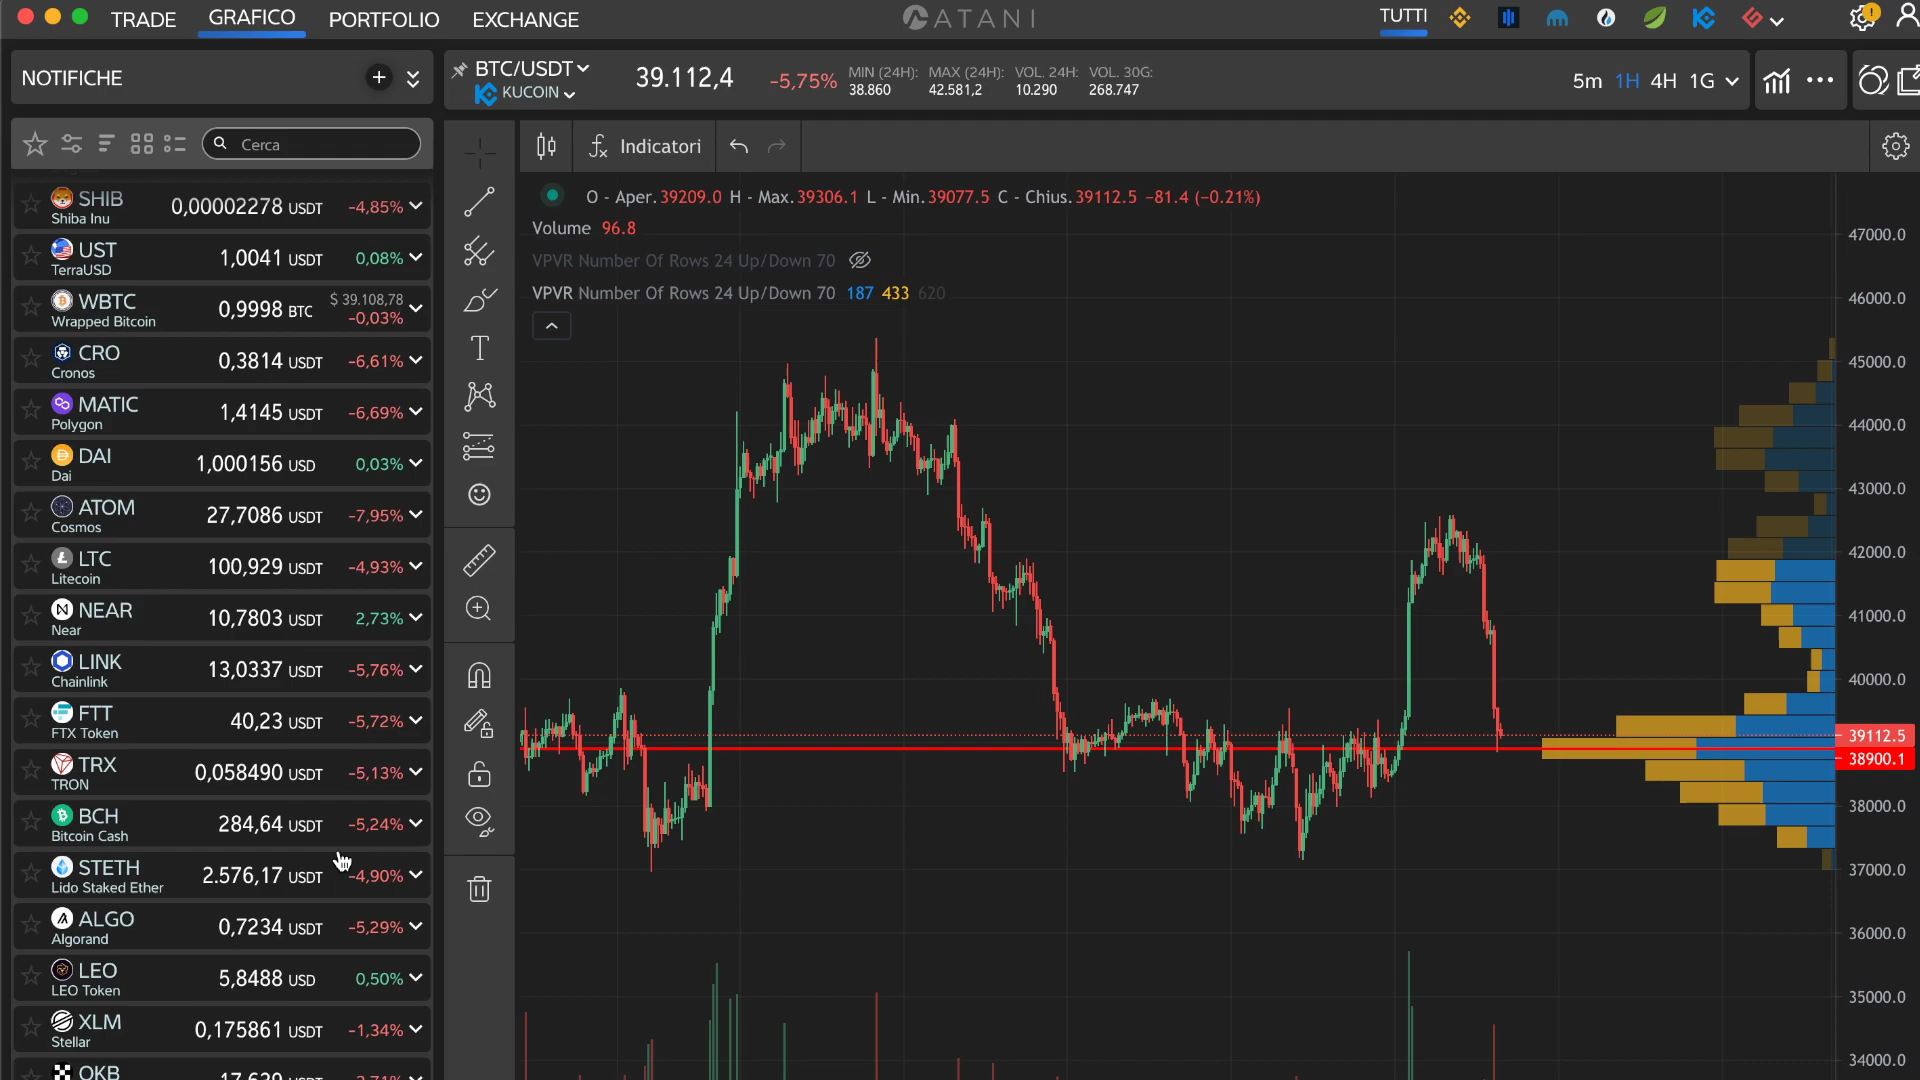 TRADE GRAFICO PORTFOLIO EXCHANGE ATANI TUTTI
NOTIFICHE
BTC/USDT
KUCOIN
39.112,4 -5,75%
MIN (24H): MAX (24H): VOL. 24H: VOL. 30G:
38.860 42.581,2 10.290 268.747
5m 1H 4H 1G
Cerca
Indicatori
O - Aper.39209.0 H - Max.39306.1 L - Min.39077.5 C - Chius.39112.5 −81.4 (−0.21%)
Volume 96.8
VPVR Number Of Rows 24 Up/Down 70
VPVR Number Of Rows 24 Up/Down 70 187 433 620
SHIB 0,00002278 USDT -4,85%
Shiba Inu
UST 1,0041 USDT 0,08%
TerraUSD
WBTC 0,9998 BTC $ 39.108,78
Wrapped Bitcoin -0,03%
CRO 0,3814 USDT -6,61%
Cronos
MATIC 1,4145 USDT -6,69%
Polygon
DAI 1,000156 USD 0,03%
Dai
ATOM 27,7086 USDT -7,95%
Cosmos
LTC 100,929 USDT -4,93%
Litecoin
NEAR 10,7803 USDT 2,73%
Near
LINK 13,0337 USDT -5,76%
Chainlink
FTT 40,23 USDT -5,72%
FTX Token
TRX 0,058490 USDT -5,13%
TRON
BCH 284,64 USDT -5,24%
Bitcoin Cash
STETH 2.576,17 USDT -4,90%
Lido Staked Ether
ALGO 0,7234 USDT -5,29%
Algorand
LEO 5,8488 USD 0,50%
LEO Token
XLM 0,175861 USDT -1,34%
Stellar
OKB
47000.0
46000.0
45000.0
44000.0
43000.0
42000.0
41000.0
40000.0
39112.5
38900.1
38000.0
37000.0
36000.0
35000.0
34000.0